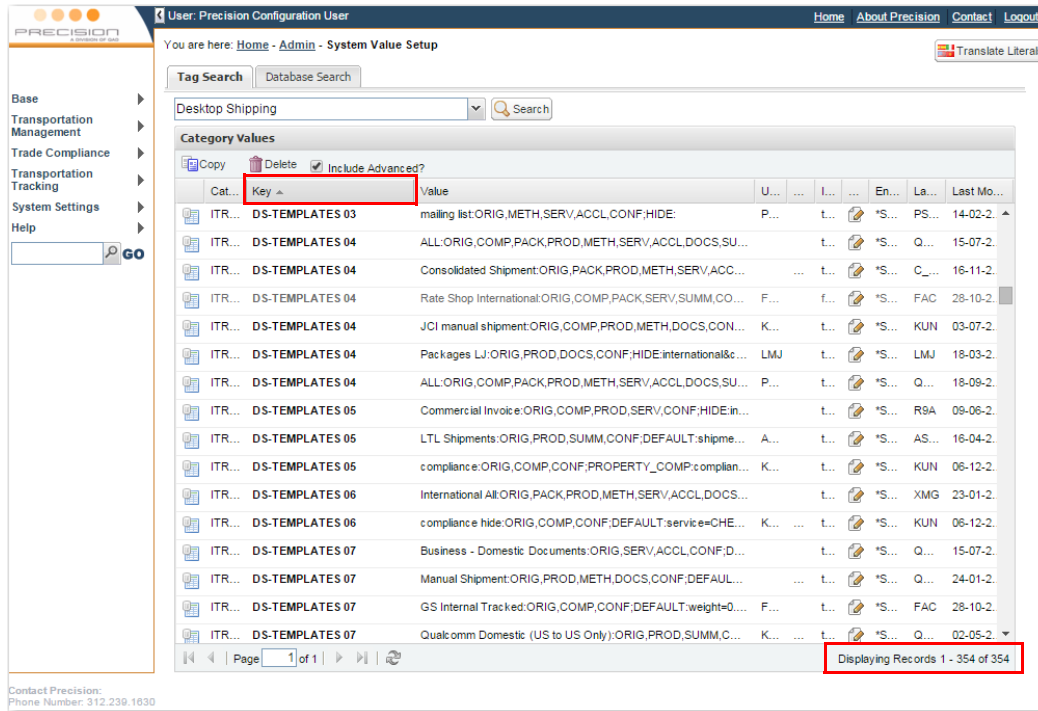 User: Precision Configuration User
Home About Precision Contact Logout
PRECISION
A DIVISION OF QAD
You are here: Home - Admin - System Value Setup
Translate Literal
Tag Search Database Search
Base
Transportation Management
Trade Compliance
Transportation Tracking
System Settings
Help
GO
Desktop Shipping Search
Category Values
Copy Delete Include Advanced?
Cat... Key Value U... ... I... ... En... La... Last Mo...
ITR... DS-TEMPLATES 03 mailing list:ORIG,METH,SERV,ACCL,CONF;HIDE: P... t... *S... PS... 14-02-2
ITR... DS-TEMPLATES 04 ALL:ORIG,COMP,PACK,PROD,METH,SERV,ACCL,DOCS,SU... t... *S... Q... 15-07-2.
ITR... DS-TEMPLATES 04 Consolidated Shipment:ORIG,PACK,PROD,METH,SERV,ACC... ... t... *S... C_... 16-11-2.
ITR... DS-TEMPLATES 04 Rate Shop International:ORIG,COMP,PACK,SERV,SUMM,CO... F... f... *S... FAC 28-10-2.
ITR... DS-TEMPLATES 04 JCI manual shipment:ORIG,COMP,PROD,METH,DOCS,CON... K... t... *S... KUN 03-07-2.
ITR... DS-TEMPLATES 04 Packages LJ:ORIG,PROD,DOCS,CONF;HIDE:international&c... LMJ t... *S... LMJ 18-03-2.
ITR... DS-TEMPLATES 04 ALL:ORIG,COMP,PACK,PROD,METH,SERV,ACCL,DOCS,SU... P... t... *S... Q... 18-09-2.
ITR... DS-TEMPLATES 05 Commercial Invoice:ORIG,COMP,PROD,SERV,CONF;HIDE:in... t... *S... R9A 09-06-2.
ITR... DS-TEMPLATES 05 LTL Shipments:ORIG,PROD,SUMM,CONF;DEFAULT:shipme... A... t... *S... AS... 16-04-2.
ITR... DS-TEMPLATES 05 compliance:ORIG,COMP,CONF;PROPERTY_COMP:complian... K... t... *S... KUN 06-12-2.
ITR... DS-TEMPLATES 06 International All:ORIG,PACK,PROD,METH,SERV,ACCL,DOCS... t... *S... XMG 23-01-2.
ITR... DS-TEMPLATES 06 compliance hide:ORIG,COMP,CONF;DEFAULT:service=CHE... K... ... t... *S... KUN 06-12-2.
ITR... DS-TEMPLATES 07 Business - Domestic Documents:ORIG,SERV,ACCL,CONF;D... t... *S... Q... 15-07-2.
ITR... DS-TEMPLATES 07 Manual Shipment:ORIG,PROD,METH,DOCS,CONF;DEFAUL... ... t... *S... Q... 24-01-2.
ITR... DS-TEMPLATES 07 GS Internal Tracked:ORIG,COMP,CONF;DEFAULT:weight=0.... F... t... *S... FAC 28-10-2.
ITR... DS-TEMPLATES 07 Qualcomm Domestic (US to US Only):ORIG,PROD,SUMM,C... K... ... t... *S... Q... 02-05-2.
Page 1 of 1 Displaying Records 1 - 354 of 354
Contact Precision:
Phone Number: 312.239.1630